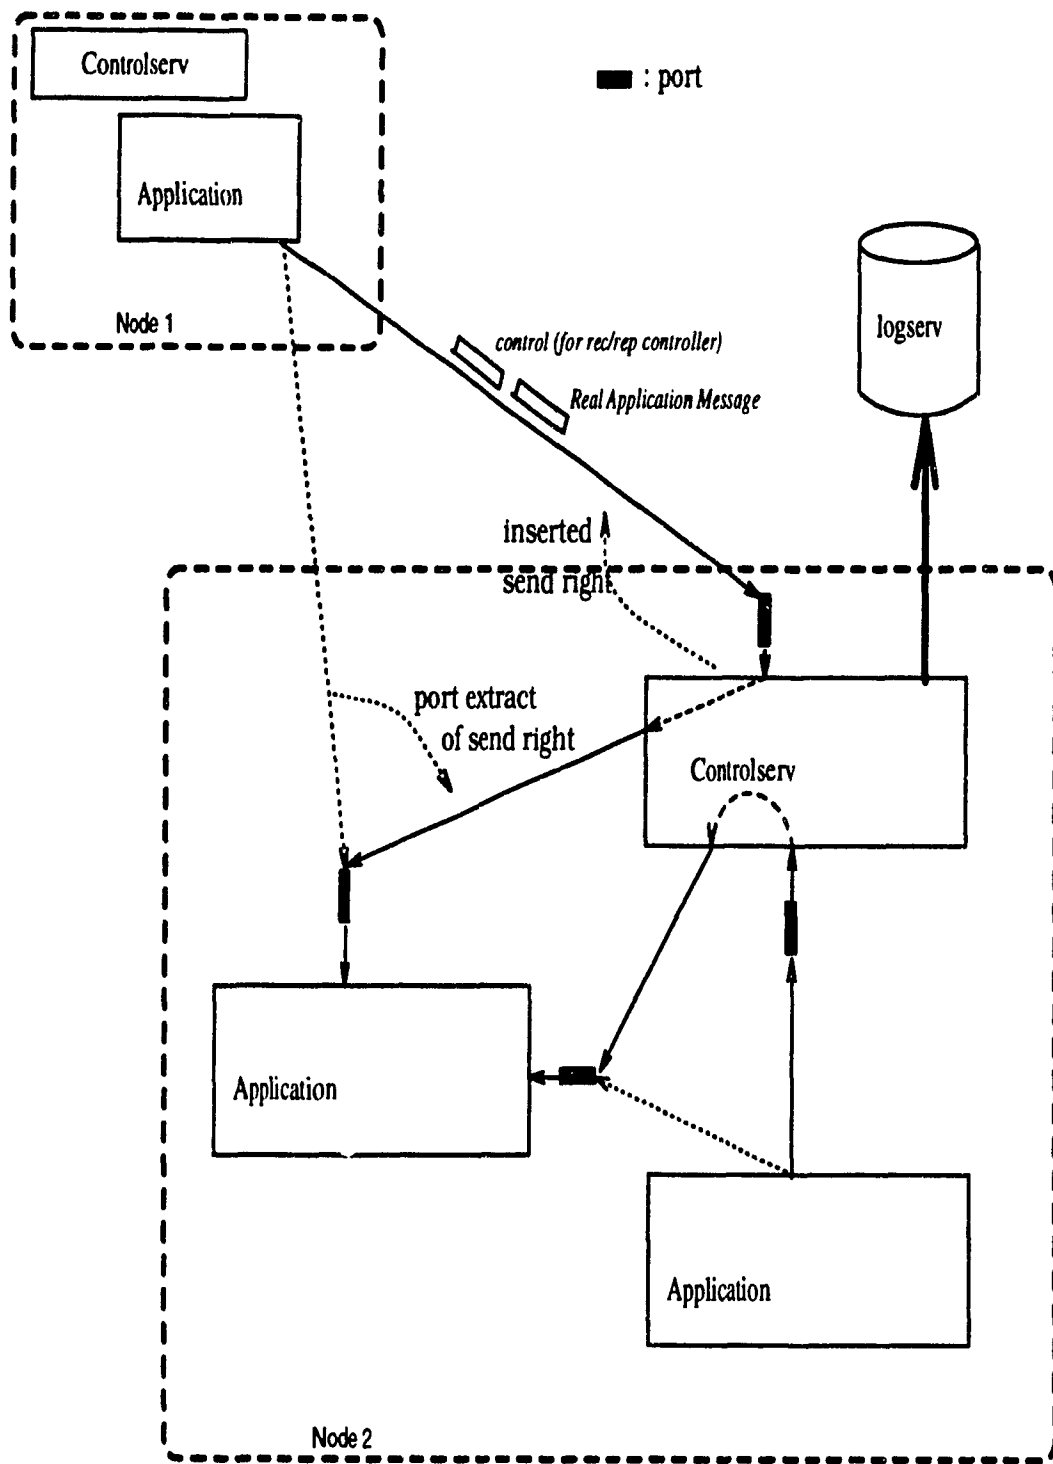 Controlserv
: port
Application
Node 1
logserv
control (for rec/rep controller)
Real Application Message
inserted
send right
port extract
of send right
Controlserv
Application
Application
Node 2